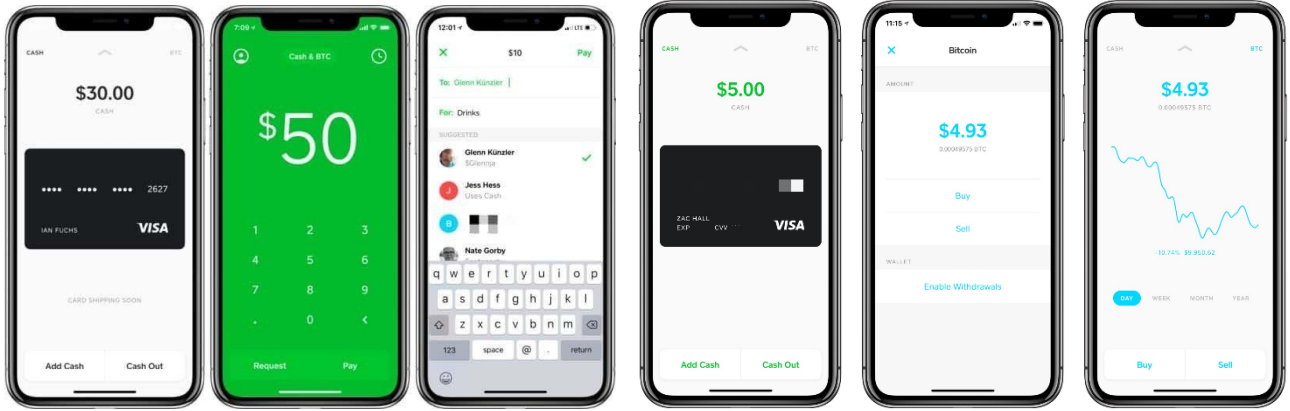 CASH BTC
$30.00
CASH
•••• •••• •••• 2627
IAN FUCHS VISA
CARD SHIPPING SOON
Add Cash Cash Out
7:09
Cash & BTC
$50
1 2 3
4 5 6
7 8 9
. 0 <
Request Pay
12:01 LTE
× $10 Pay
To: Glenn Künzler
For: Drinks
SUGGESTED
Glenn Künzler
J Jess Hess
Uses Cash
B
Nate Gorby
q w e r t y u i o p
a s d f g h j k l
z x c v b n m
123 space @ . return
CASH BTC
$5.00
CASH
ZAC HALL
EXP CVV VISA
Add Cash Cash Out
11:15
× Bitcoin
AMOUNT
$4.93
0.00049575 BTC
Buy
Sell
WALLET
Enable Withdrawals
CASH BTC
$4.93
0.00049575 BTC
-10.74% $9,950.62
DAY WEEK MONTH YEAR
Buy Sell